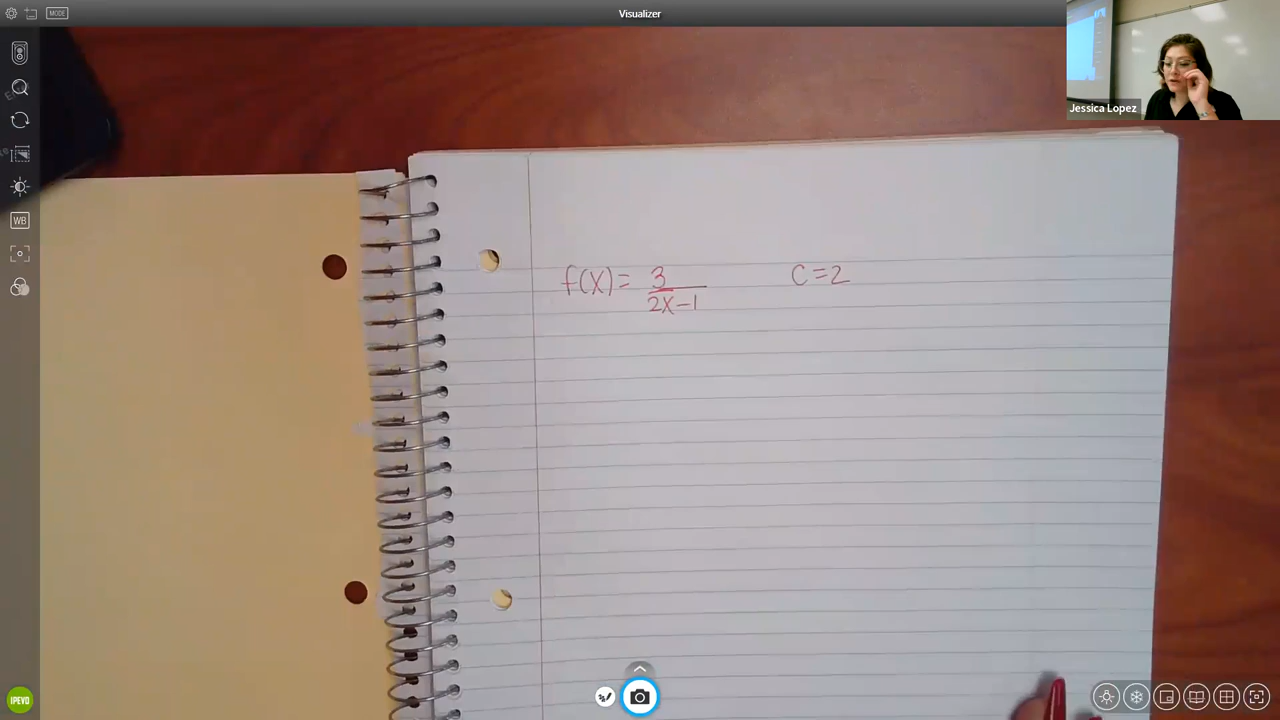 MODE
Visualizer
WB
Jessica Lopez
f(x) = 3
2x-1
C=2
IPEVO